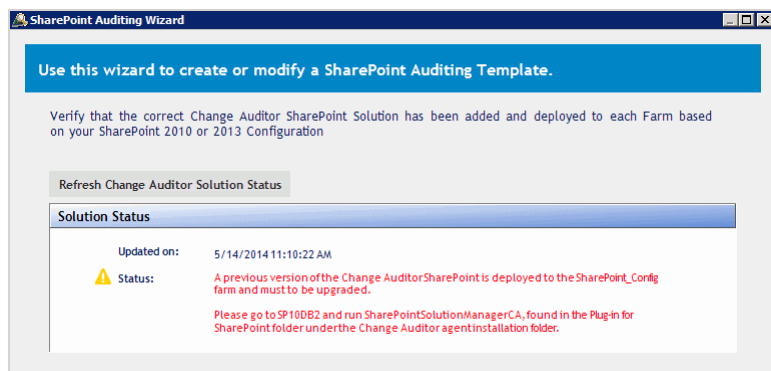 SharePoint Auditing Wizard
Use this wizard to create or modify a SharePoint Auditing Template.
Verify that the correct Change Auditor SharePoint Solution has been added and deployed to each Farm based
on your SharePoint 2010 or 2013 Configuration
Refresh Change Auditor Solution Status
Solution Status
Updated on: 5/14/2014 11:10:22 AM
Status: A previous version of the Change Auditor SharePoint is deployed to the SharePoint_Config
farm and must to be upgraded.
Please go to SP10DB2 and run SharePointSolutionManagerCA, found in the Plug-in for
SharePoint folder under the Change Auditor agent installation folder.